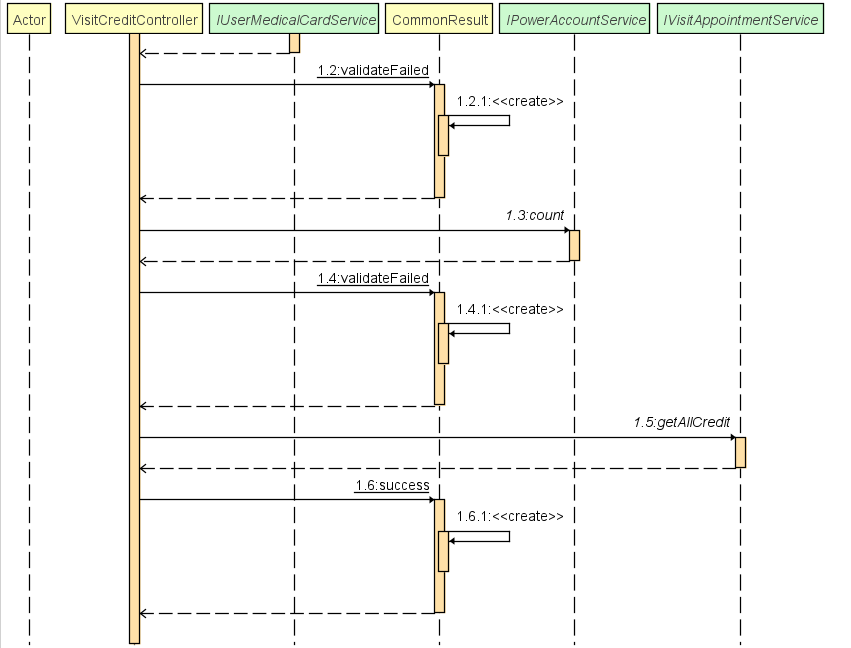 Actor
VisitCreditController
IUserMedicalCardService
CommonResult
IPowerAccountService
IVisitAppointmentService
1.2:validateFailed
1.2.1:<<create>>
1.3:count
1.4:validateFailed
1.4.1:<<create>>
1.5:getAllCredit
1.6:success
1.6.1:<<create>>